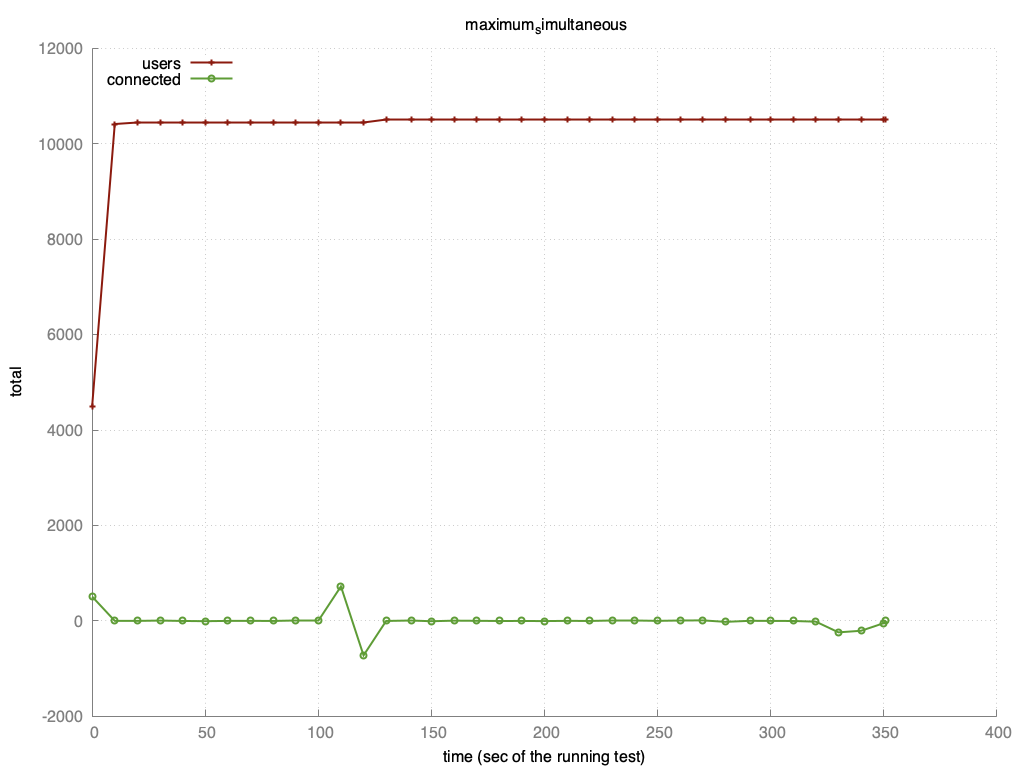 maximum_simultaneous
12000
users
connected
10000
8000
6000
total
4000
2000
0
-2000
0 50 100 150 200 250 300 350 400
time (sec of the running test)